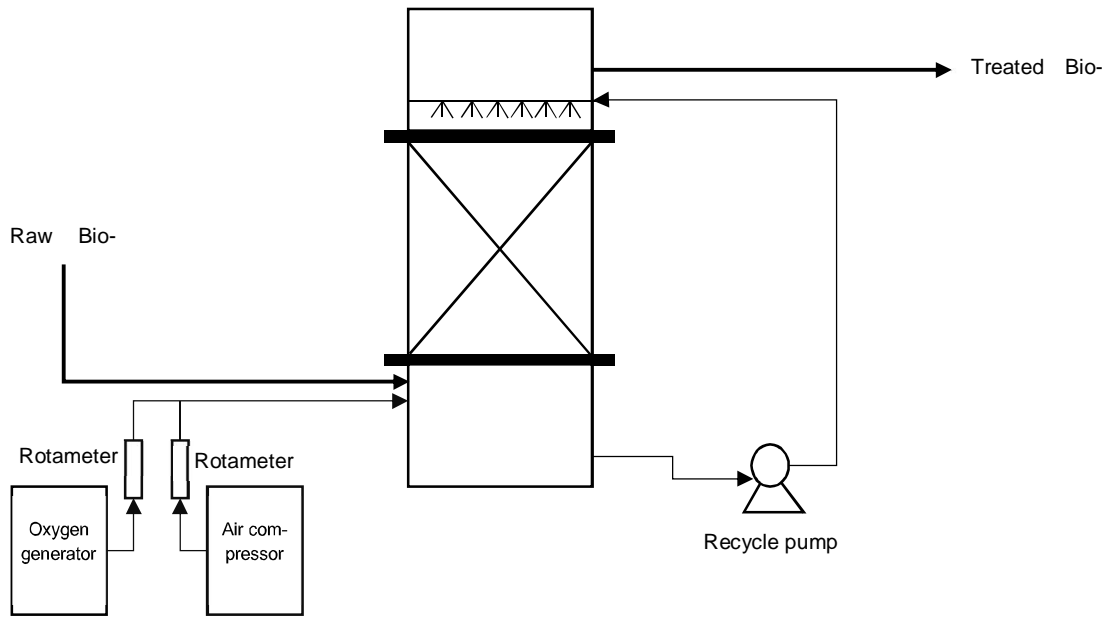 Treated Bio-
Raw Bio-
Rotameter
Rotameter
Oxygen
generator
Air com-
pressor
Recycle pump